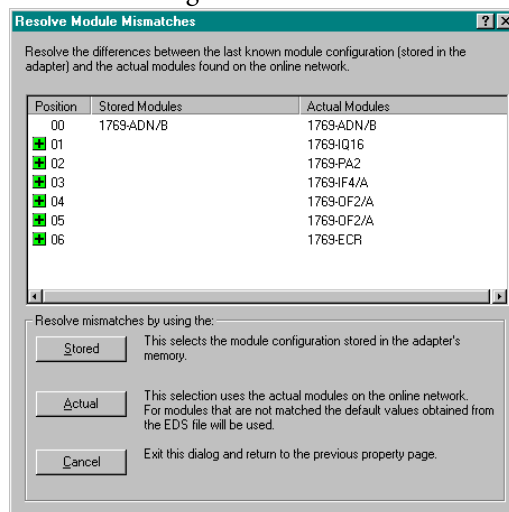 Resolve Module Mismatches
Resolve the differences between the last known module configuration (stored in the
adapter) and the actual modules found on the online network.
Position Stored Modules Actual Modules
00 1769-ADN/B 1769-ADN/B
01 1769-IQ16
02 1769-PA2
03 1769-IF4/A
04 1769-OF2/A
05 1769-OF2/A
06 1769-ECR
Resolve mismatches by using the:
Stored This selects the module configuration stored in the adapter's
memory.
Actual This selection uses the actual modules on the online network.
For modules that are not matched the default values obtained from
the EDS file will be used.
Cancel Exit this dialog and return to the previous property page.